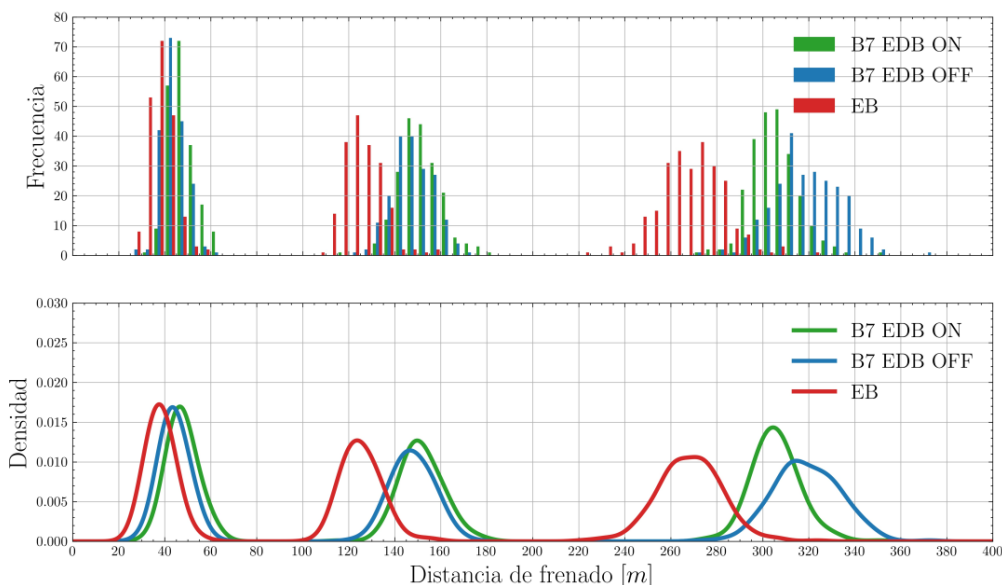 80
70
60
50
40
30
20
10
0
Frecuencia
B7 EDB ON
B7 EDB OFF
EB
0.030
0.025
0.020
0.015
0.010
0.005
0.000
Densidad
B7 EDB ON
B7 EDB OFF
EB
0 20 40 60 80 100 120 140 160 180 200 220 240 260 280 300 320 340 360 380 400
Distancia de frenado [m]